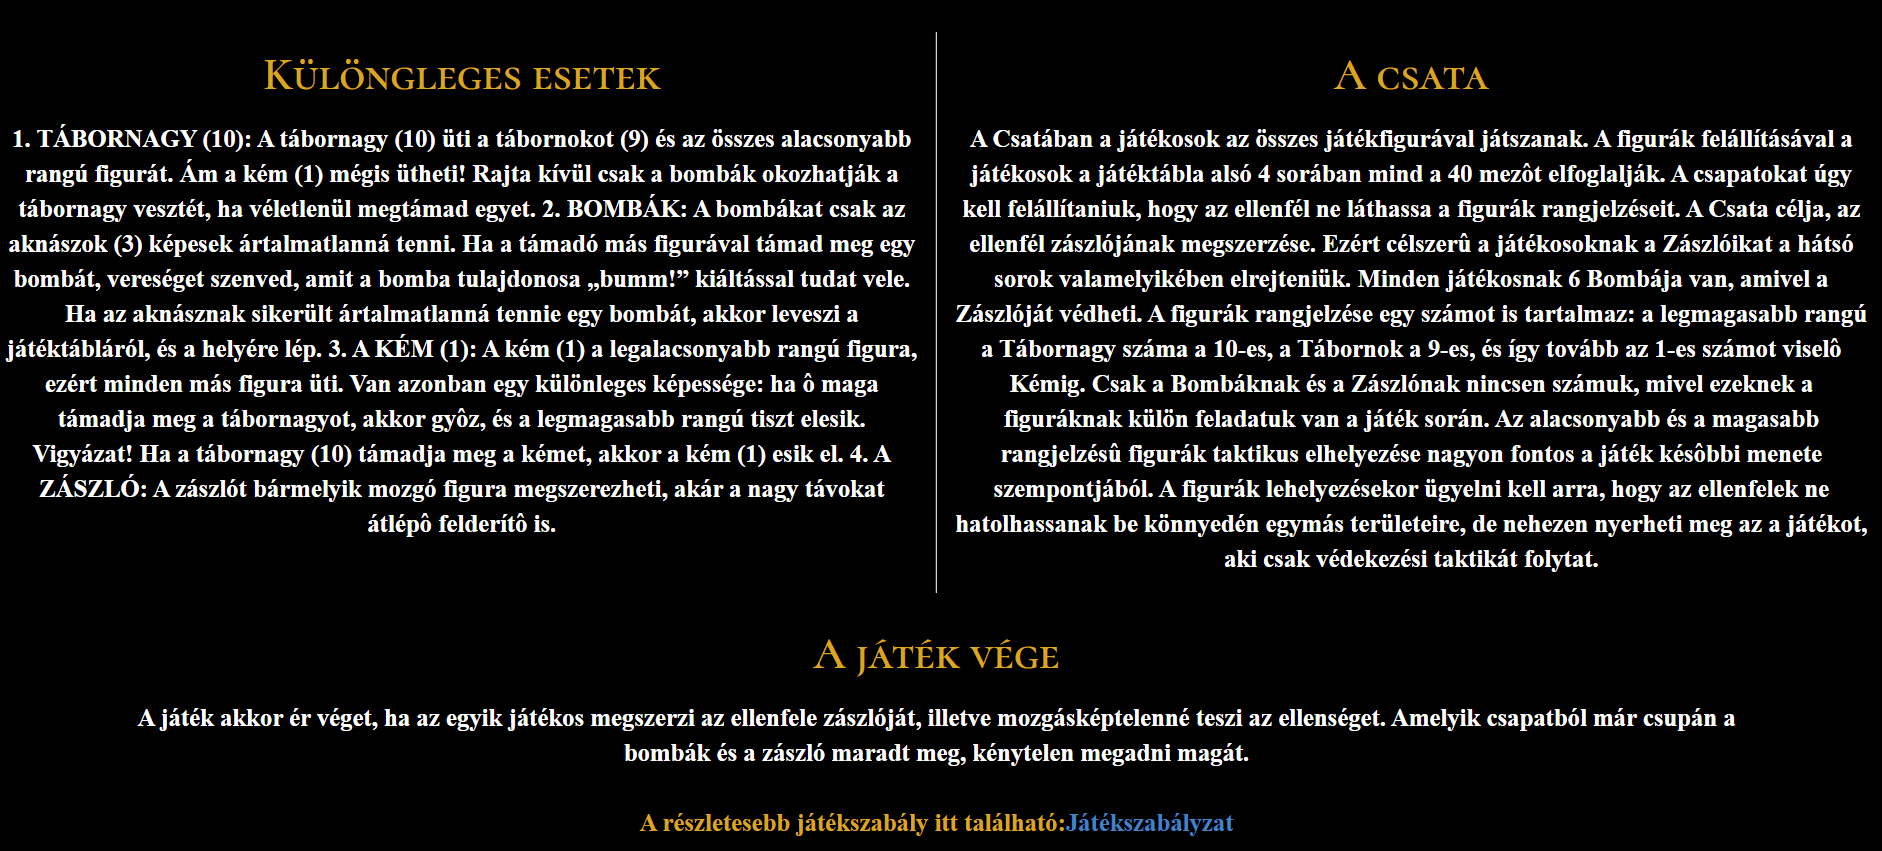 Különgleges esetek
1. TÁBORNAGY (10): A tábornagy (10) üti a tábornokot (9) és az összes alacsonyabb
rangú figurát. Ám a kém (1) mégis ütheti! Rajta kívül csak a bombák okozhatják a
tábornagy vesztét, ha véletlenül megtámad egyet. 2. BOMBÁK: A bombákat csak az
aknászok (3) képesek ártalmatlanná tenni. Ha a támadó más figurával támad meg egy
bombát, vereséget szenved, amit a bomba tulajdonosa „bumm!” kiáltással tudat vele.
Ha az aknásznak sikerült ártalmatlanná tennie egy bombát, akkor leveszi a
játéktábláról, és a helyére lép. 3. A KÉM (1): A kém (1) a legalacsonyabb rangú figura,
ezért minden más figura üti. Van azonban egy különleges képessége: ha ô maga
támadja meg a tábornagyot, akkor gyôz, és a legmagasabb rangú tiszt elesik.
Vigyázat! Ha a tábornagy (10) támadja meg a kémet, akkor a kém (1) esik el. 4. A
ZÁSZLÓ: A zászlót bármelyik mozgó figura megszerezheti, akár a nagy távokat
átlépô felderítô is.
A csata
A Csatában a játékosok az összes játékfigurával játszanak. A figurák felállításával a
játékosok a játéktábla alsó 4 sorában mind a 40 mezôt elfoglalják. A csapatokat úgy
kell felállítaniuk, hogy az ellenfél ne láthassa a figurák rangjelzéseit. A Csata célja, az
ellenfél zászlójának megszerzése. Ezért célszerû a játékosoknak a Zászlóikat a hátsó
sorok valamelyikében elrejteniük. Minden játékosnak 6 Bombája van, amivel a
Zászlóját védheti. A figurák rangjelzése egy számot is tartalmaz: a legmagasabb rangú
a Tábornagy száma a 10-es, a Tábornok a 9-es, és így tovább az 1-es számot viselô
Kémig. Csak a Bombáknak és a Zászlónak nincsen számuk, mivel ezeknek a
figuráknak külön feladatuk van a játék során. Az alacsonyabb és a magasabb
rangjelzésû figurák taktikus elhelyezése nagyon fontos a játék késôbbi menete
szempontjából. A figurák lehelyezésekor ügyelni kell arra, hogy az ellenfelek ne
hatolhassanak be könnyedén egymás területeire, de nehezen nyerheti meg az a játékot,
aki csak védekezési taktikát folytat.
A játék vége
A játék akkor ér véget, ha az egyik játékos megszerzi az ellenfele zászlóját, illetve mozgásképtelenné teszi az ellenséget. Amelyik csapatból már csupán a
bombák és a zászló maradt meg, kénytelen megadni magát.
A részletesebb játékszabály itt található:Játékszabályzat